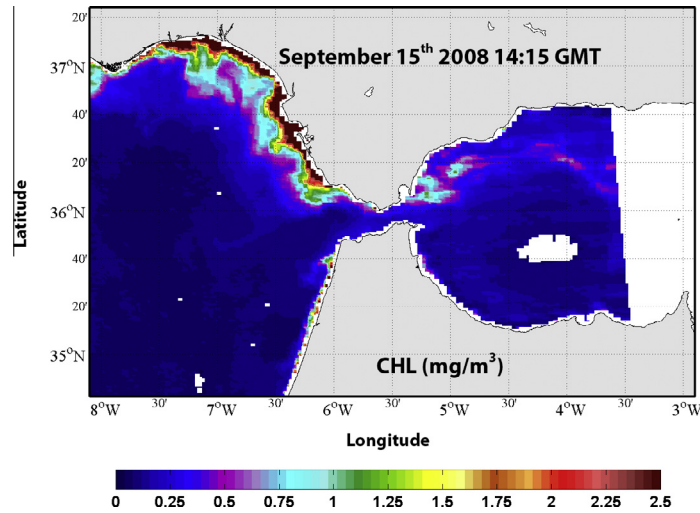 September 15th 2008 14:15 GMT
20'
37°N
40'
20'
36°N
40'
20'
35°N
Latitude
CHL (mg/m3)
8°W 30' 7°W 30' 6°W 30' 5°W 30' 4°W 30' 3°W
Longitude
0 0.25 0.5 0.75 1 1.25 1.5 1.75 2 2.25 2.5